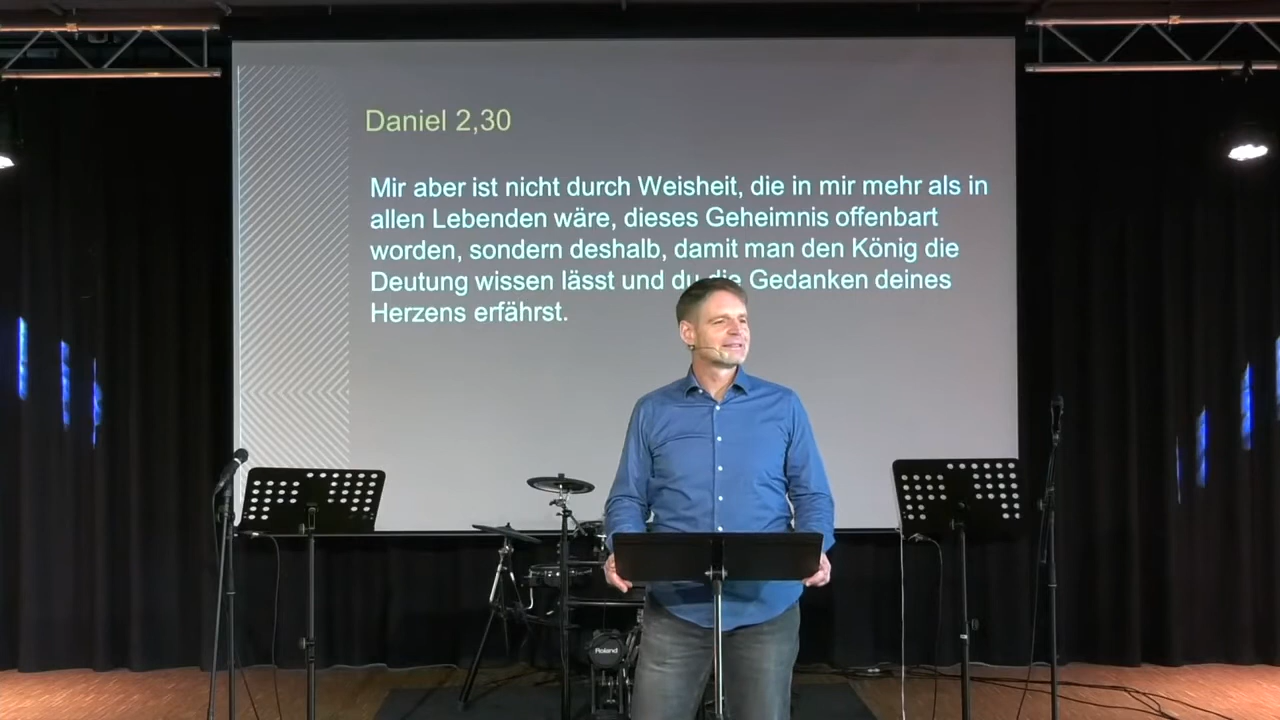 Daniel 2,30
Mir aber ist nicht durch Weisheit, die in mir mehr als in
allen Lebenden wäre, dieses Geheimnis offenbart
worden, sondern deshalb, damit man den König die
Deutung wissen lässt und du die Gedanken deines
Herzens erfährst.
Roland